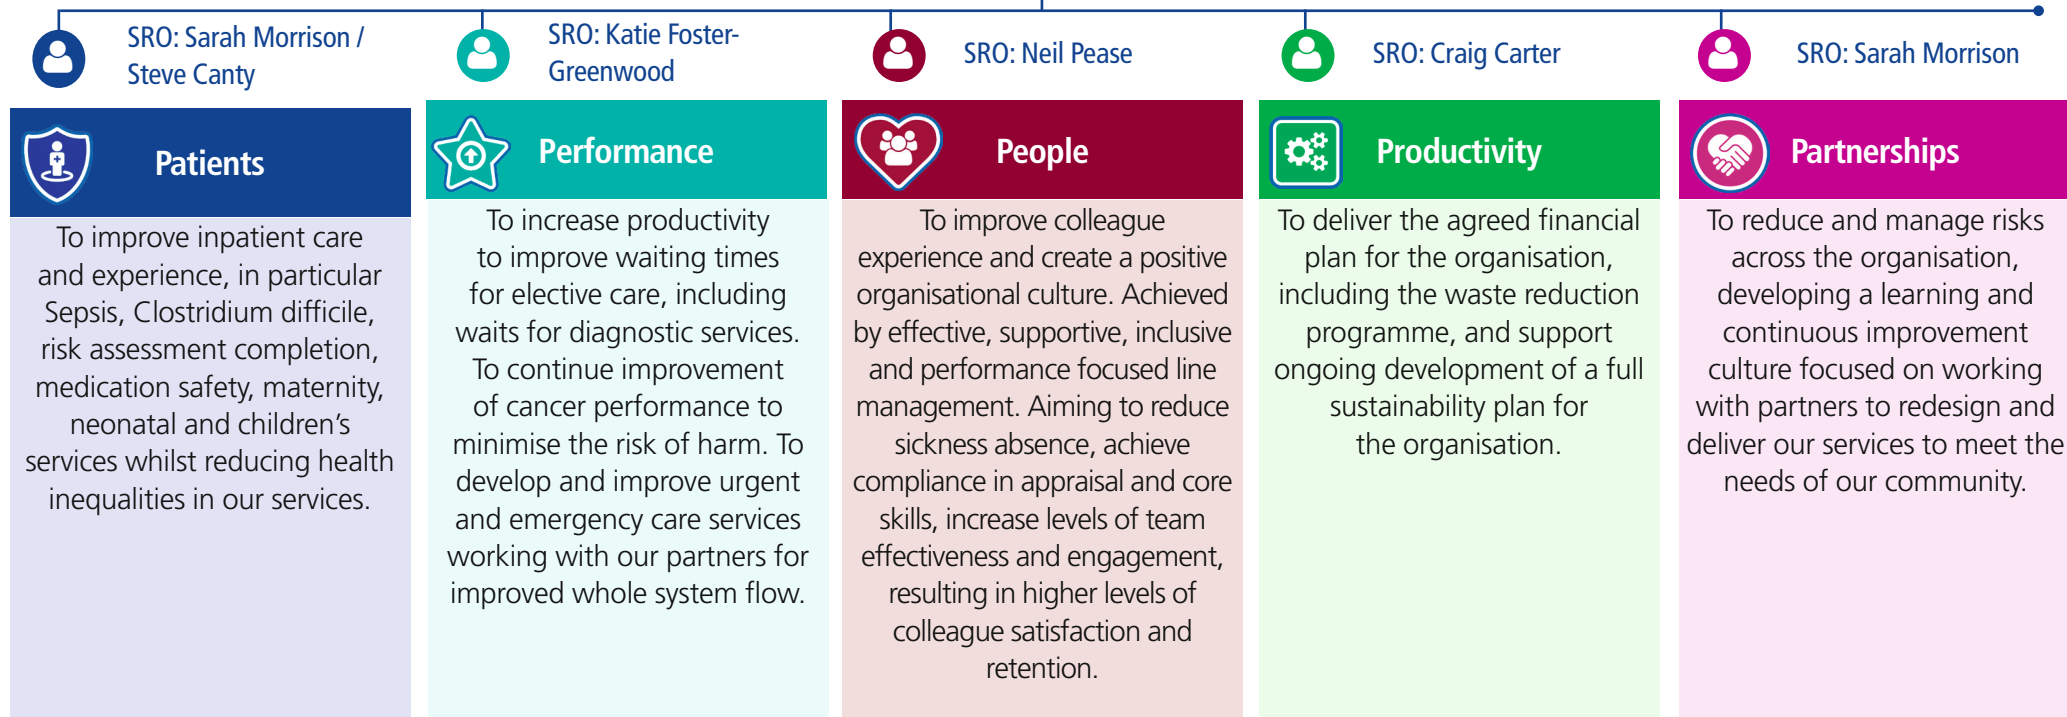 SRO: Sarah Morrison /
Steve Canty
Patients
To improve inpatient care
and experience, in particular
Sepsis, Clostridium difficile,
risk assessment completion,
medication safety, maternity,
neonatal and children’s
services whilst reducing health
inequalities in our services.
SRO: Katie Foster-
Greenwood
Performance
To increase productivity
to improve waiting times
for elective care, including
waits for diagnostic services.
To continue improvement
of cancer performance to
minimise the risk of harm. To
develop and improve urgent
and emergency care services
working with our partners for
improved whole system flow.
SRO: Neil Pease
People
To improve colleague
experience and create a positive
organisational culture. Achieved
by effective, supportive, inclusive
and performance focused line
management. Aiming to reduce
sickness absence, achieve
compliance in appraisal and core
skills, increase levels of team
effectiveness and engagement,
resulting in higher levels of
colleague satisfaction and
retention.
SRO: Craig Carter
Productivity
To deliver the agreed financial
plan for the organisation,
including the waste reduction
programme, and support
ongoing development of a full
sustainability plan for
the organisation.
SRO: Sarah Morrison
Partnerships
To reduce and manage risks
across the organisation,
developing a learning and
continuous improvement
culture focused on working
with partners to redesign and
deliver our services to meet the
needs of our community.